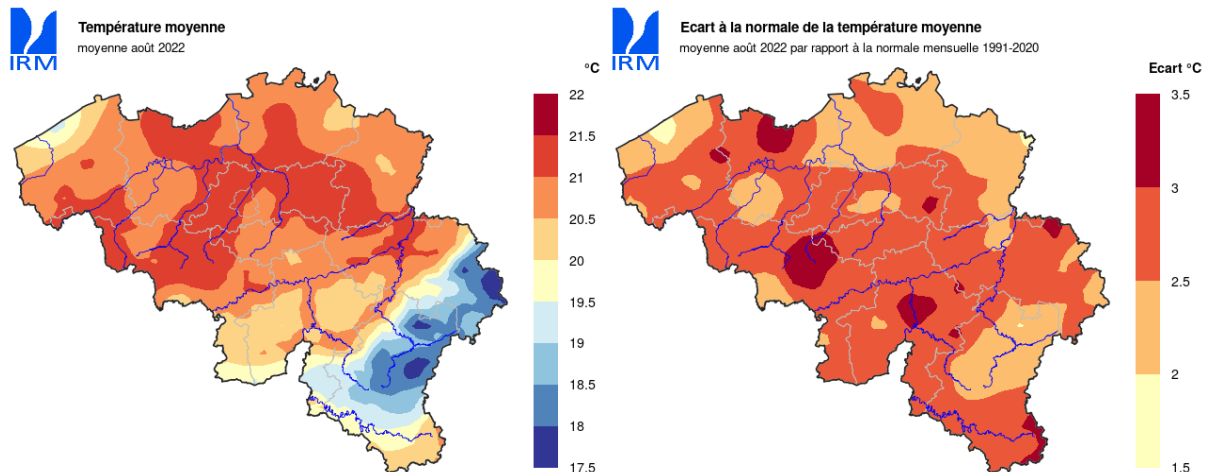 IRM
Température moyenne
moyenne août 2022
°C
22
21.5
21
20.5
20
19.5
19
18.5
18
17.5
IRM
Ecart à la normale de la température moyenne
moyenne août 2022 par rapport à la normale mensuelle 1991-2020
Ecart °C
3.5
3
2.5
2
1.5